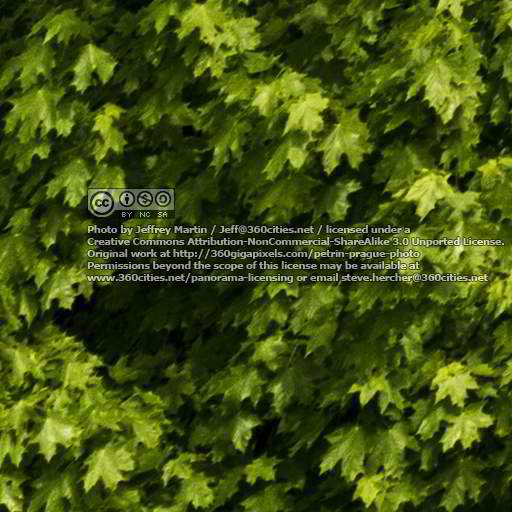 cc BY NC SA
Photo by Jeffrey Martin / Jeff@360cities.net / licensed under a
Creative Commons Attribution-NonCommercial-ShareAlike 3.0 Unported License.
Original work at http://360gigapixels.com/petrin-prague-photo
Permissions beyond the scope of this license may be available at
www.360cities.net/panorama-licensing or email steve.hercher@360cities.net